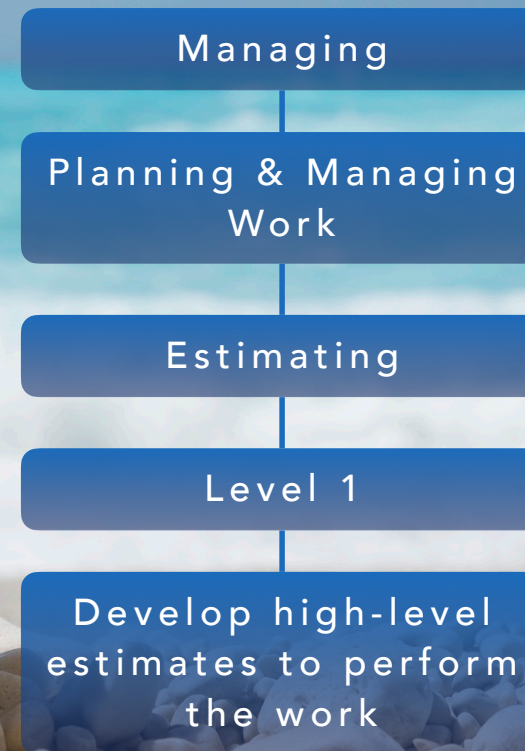 Managing
Planning & Managing
Work
Estimating
Level 1
Develop high-level
estimates to perform
the work